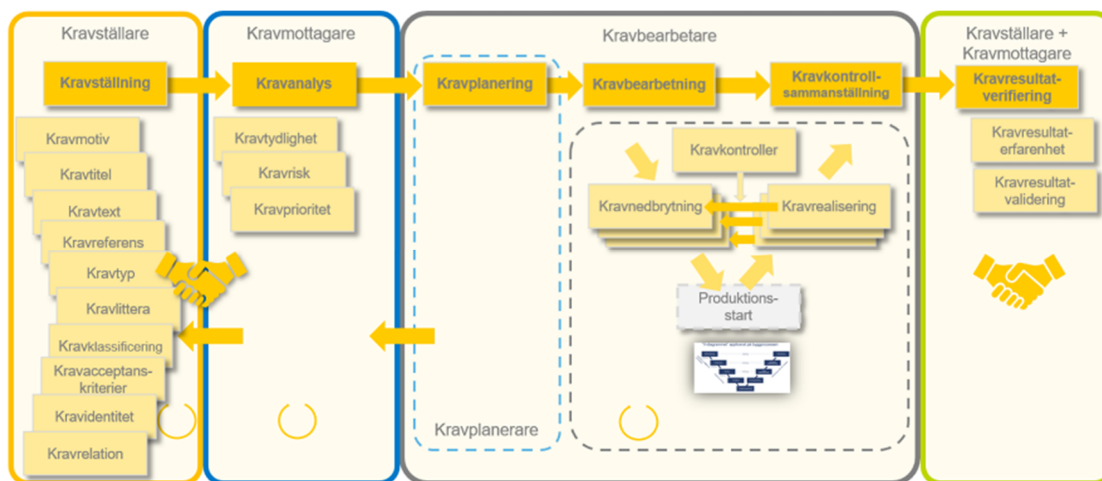 Kravställare
Kravställning
Kravmotiv
Kravtitel
Kravtext
Kravreferens
Kravtyp
Kravlittera
Kravklassificering
Kravacceptans-
kriterier
Kravidentitet
Kravrelation
Kravmottagare
Kravanalys
Kravtydlighet
Kravrisk
Kravprioritet
Kravbearbetare
Kravplanering
Kravplanerare
Kravbearbetning
Kravkontroll-
sammanställning
Kravkontroller
Kravnedbrytning
Kravrealisering
Produktions-
start
Kravställare +
Kravmottagare
Kravresultat-
verifiering
Kravresultat-
erfarenhet
Kravresultat-
validering